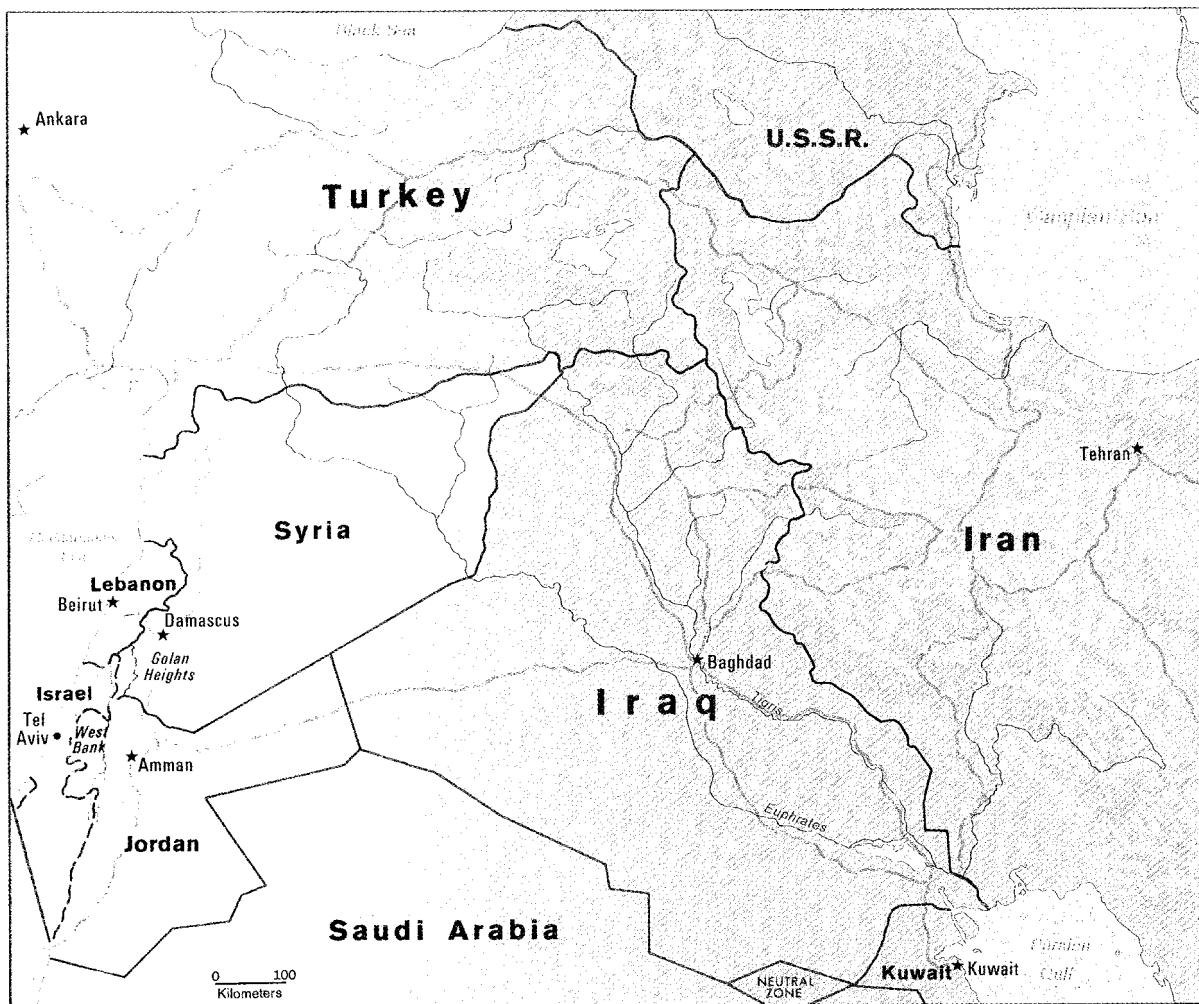 Black Sea
Ankara
U.S.S.R.
Turkey
Caspian Sea
Tehran
Syria
Iran
Lebanon
Beirut
Damascus
Golan
Heights
Baghdad
Israel
Iraq
Tigris
Tel
Aviv
West
Bank
Amman
Euphrates
Jordan
Saudi Arabia
Persian
Gulf
Kuwait
Kuwait
NEUTRAL
ZONE
0 100
Kilometers